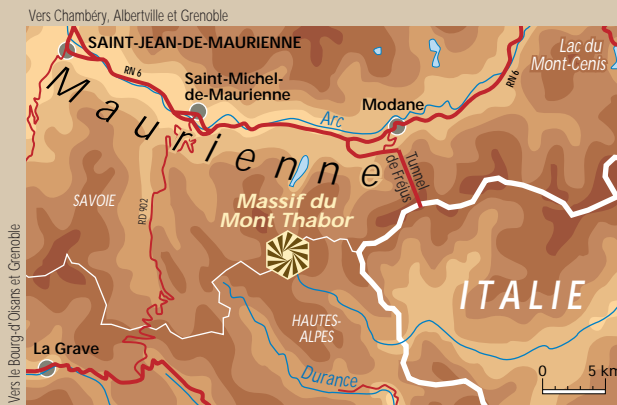 Vers Chambéry, Albertville et Grenoble
SAINT-JEAN-DE-MAURIENNE
RN 6
Saint-Michel-
de-Maurienne
Modane
Arc
Lac du
Mont-Cenis
RN 6
Maurienne
Tunnel
de Fréjus
SAVOIE
RD 902
Massif du
Mont Thabor
ITALIE
HAUTES-
ALPES
La Grave
Durance
0 5 km
Vers le Bourg-d'Oisans et Grenoble